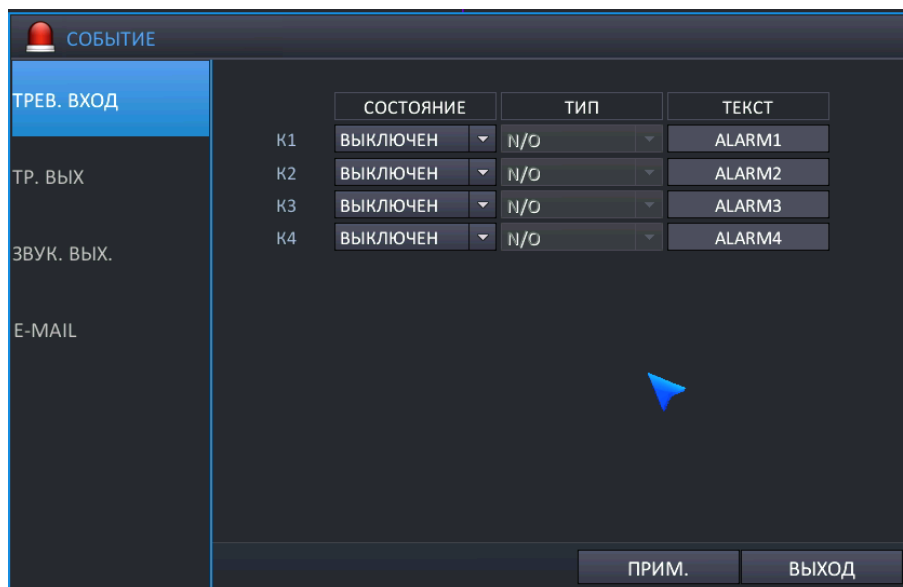 СОБЫТИЕ
ТРЕВ. ВХОД
ТР. ВЫХ
ЗВУК. ВЫХ.
E-MAIL
СОСТОЯНИЕ ТИП ТЕКСТ
К1 ВЫКЛЮЧЕН N/O ALARM1
К2 ВЫКЛЮЧЕН N/O ALARM2
К3 ВЫКЛЮЧЕН N/O ALARM3
К4 ВЫКЛЮЧЕН N/O ALARM4
ПРИМ. ВЫХОД